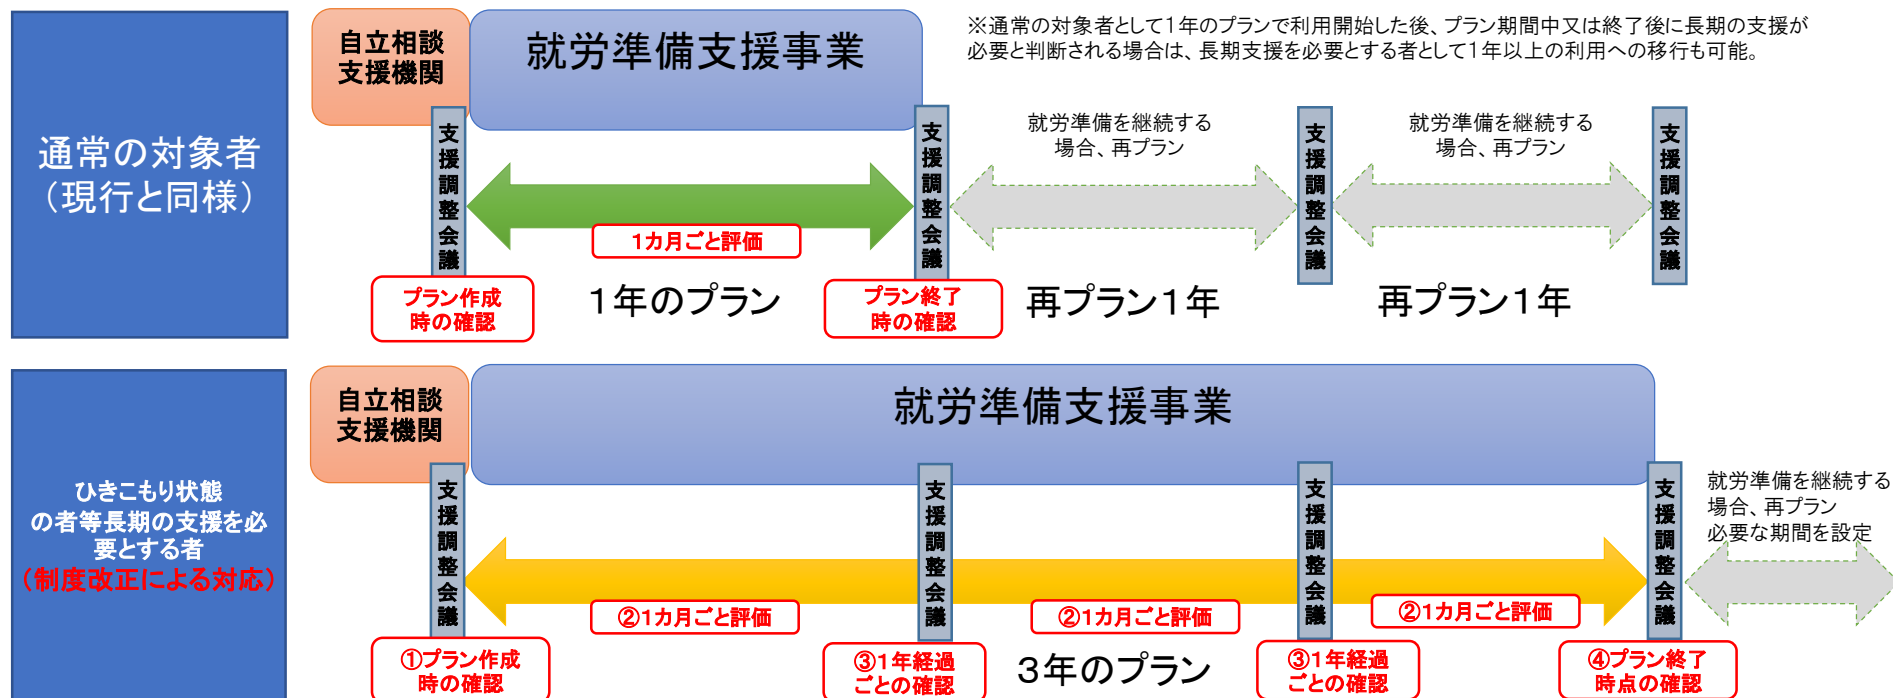 通常の対象者
（現行と同様）
自立相談
支援機関
就労準備支援事業
※通常の対象者として1年のプランで利用開始した後、プラン期間中又は終了後に長期の支援が
必要と判断される場合は、長期支援を必要とする者として1年以上の利用への移行も可能。
支援調整会議
支援調整会議
就労準備を継続する
場合、再プラン
支援調整会議
就労準備を継続する
場合、再プラン
支援調整会議
1カ月ごと評価
プラン作成
時の確認
1年のプラン
プラン終了
時の確認
再プラン1年
再プラン1年
ひきこもり状態
の者等長期の支援を必
要とする者
（制度改正による対応）
自立相談
支援機関
就労準備支援事業
支援調整会議
支援調整会議
支援調整会議
支援調整会議
就労準備を継続する
場合、再プラン
必要な期間を設定
②1カ月ごと評価
②1カ月ごと評価
②1カ月ごと評価
①プラン作成
時の確認
③1年経過
ごとの確認
3年のプラン
③1年経過
ごとの確認
④プラン終了
時点の確認